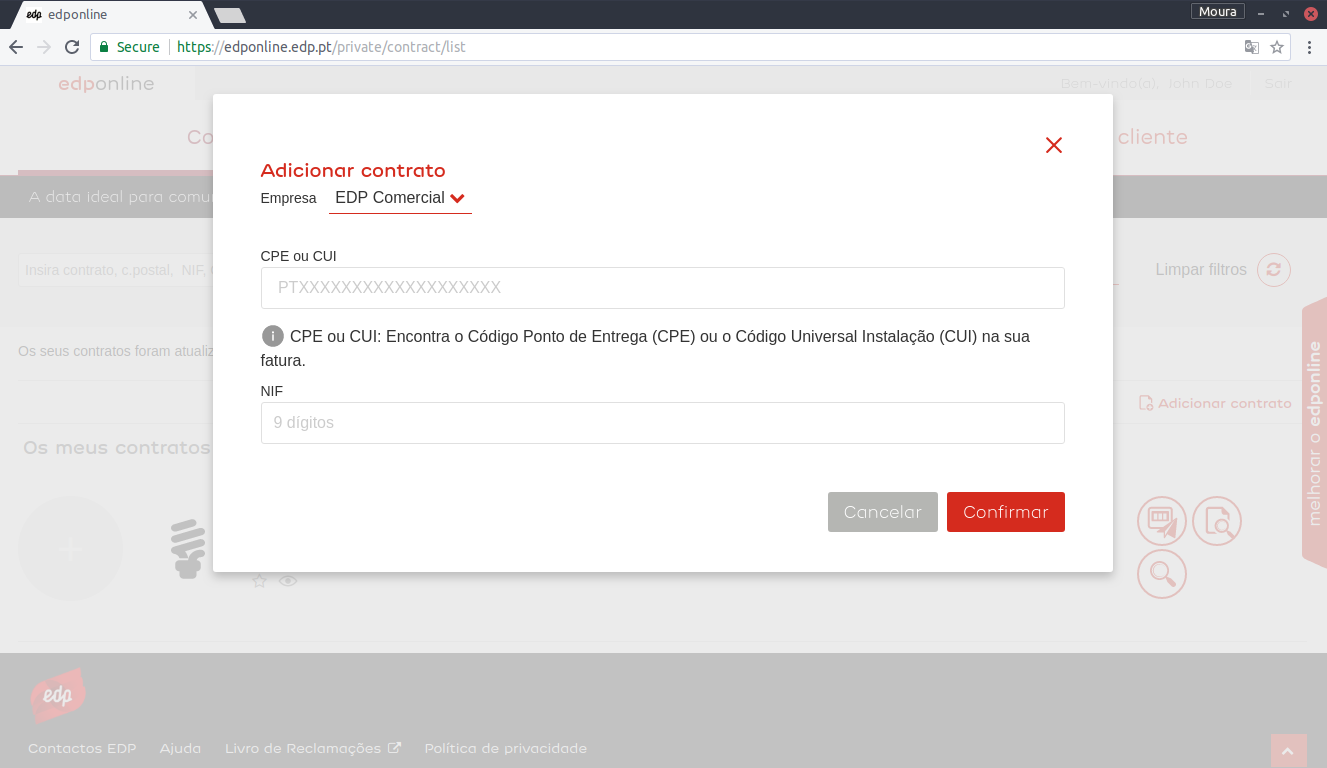 edp edponline
Moura
Secure https://edponline.edp.pt/private/contract/list
edponline
Bem-vindo(a), John Doe
Sair
Co
cliente
Adicionar contrato
Empresa EDP Comercial
A data ideal para comu
CPE ou CUI
Insira contrato, c.postal, NIF,
Limpar filtros
PTXXXXXXXXXXXXXXXXXXX
i CPE ou CUI: Encontra o Código Ponto de Entrega (CPE) ou o Código Universal Instalação (CUI) na sua
fatura.
Os seus contratos foram atualiz
NIF
9 dígitos
Adicionar contrato
melhorar o edponline
Os meus contratos
Cancelar Confirmar
edp
Contactos EDP Ajuda Livro de Reclamações Política de privacidade